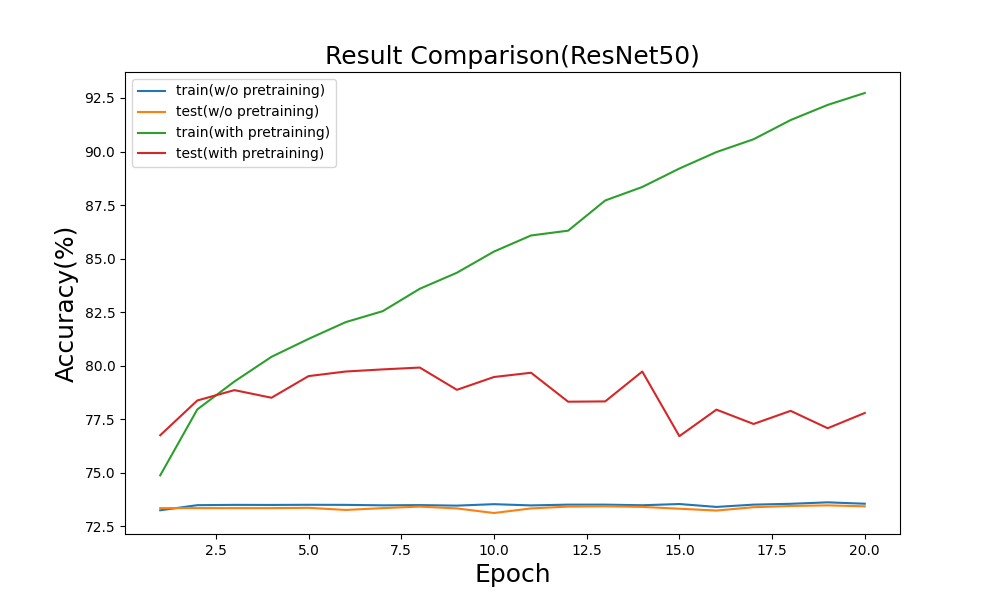 Result Comparison(ResNet50)
train(w/o pretraining)
test(w/o pretraining)
train(with pretraining)
test(with pretraining)
Accuracy(%)
92.5
90.0
87.5
85.0
82.5
80.0
77.5
75.0
72.5
2.5 5.0 7.5 10.0 12.5 15.0 17.5 20.0
Epoch